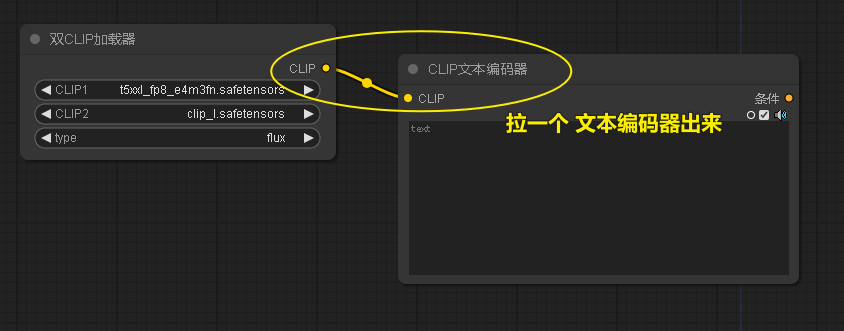 双CLIP加载器
CLIP
CLIP1 t5xxl_fp8_e4m3fn.safetensors
CLIP2 clip_l.safetensors
type flux
CLIP文本编码器
CLIP 条件
text
拉一个 文本编码器出来